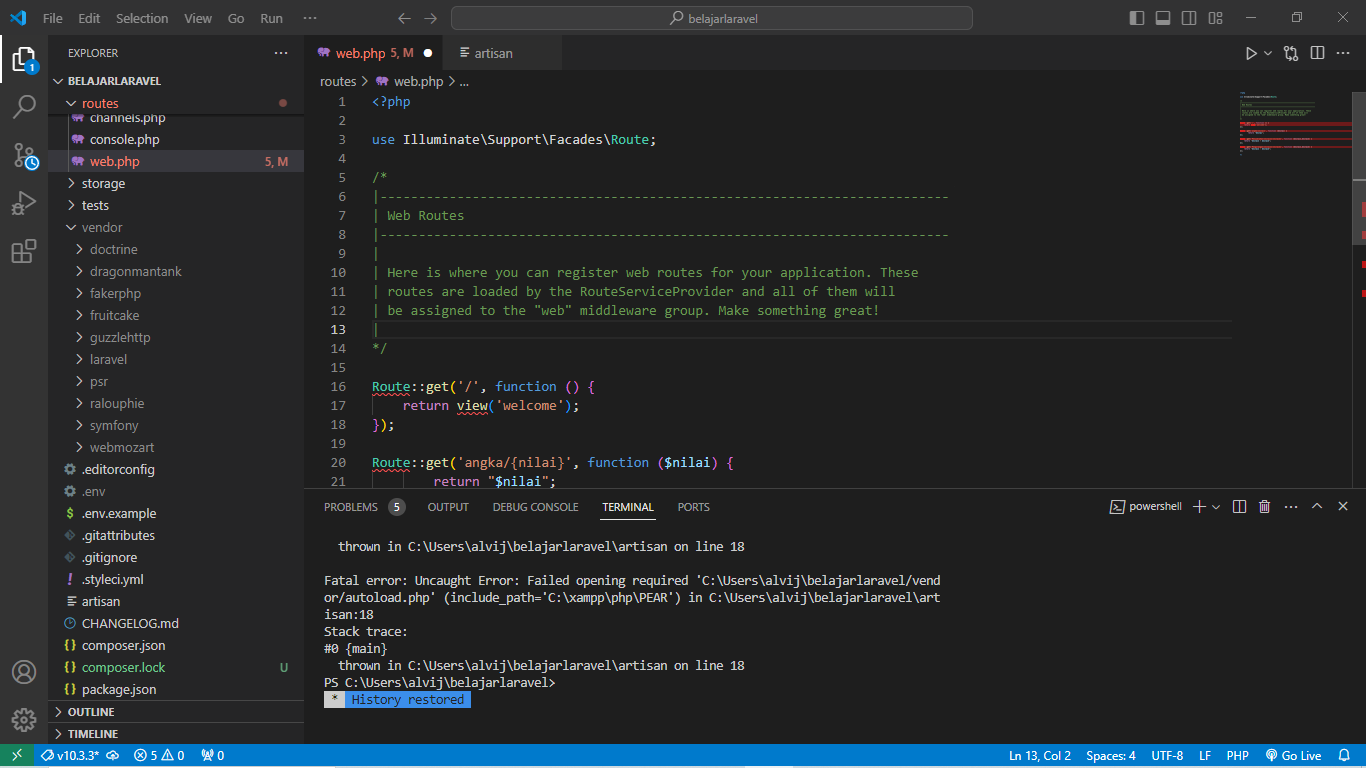 File Edit Selection View Go Run ··· belajarlaravel
EXPLORER ···
BELAJARLARAVEL
routes
channels.php
console.php
web.php 5, M
storage
tests
vendor
doctrine
dragonmantank
fakerphp
fruitcake
guzzlehttp
laravel
psr
ralouphie
symfony
webmozart
.editorconfig
.env
$ .env.example
.gitattributes
.gitignore
! .styleci.yml
artisan
CHANGELOG.md
{} composer.json
{} composer.lock U
{} package.json
OUTLINE
TIMELINE
1
web.php 5, M artisan
routes > web.php > ...
1 <?php
2
3 use Illuminate\Support\Facades\Route;
4
5 /*
6 |--------------------------------------------------------------------------
7 | Web Routes
8 |--------------------------------------------------------------------------
9 |
10 | Here is where you can register web routes for your application. These
11 | routes are loaded by the RouteServiceProvider and all of them will
12 | be assigned to the "web" middleware group. Make something great!
13 |
14 */
15
16 Route::get('/', function () {
17 return view('welcome');
18 });
19
20 Route::get('angka/{nilai}', function ($nilai) {
21 return "$nilai";
PROBLEMS 5 OUTPUT DEBUG CONSOLE TERMINAL PORTS powershell
thrown in C:\Users\alvij\belajarlaravel\artisan on line 18
Fatal error: Uncaught Error: Failed opening required 'C:\Users\alvij\belajarlaravel/vend
or/autoload.php' (include_path='C:\xampp\php\PEAR') in C:\Users\alvij\belajarlaravel\art
isan:18
Stack trace:
#0 {main}
thrown in C:\Users\alvij\belajarlaravel\artisan on line 18
PS C:\Users\alvij\belajarlaravel>
* History restored
v10.3.3* 5 0 0 Ln 13, Col 2 Spaces: 4 UTF-8 LF PHP Go Live